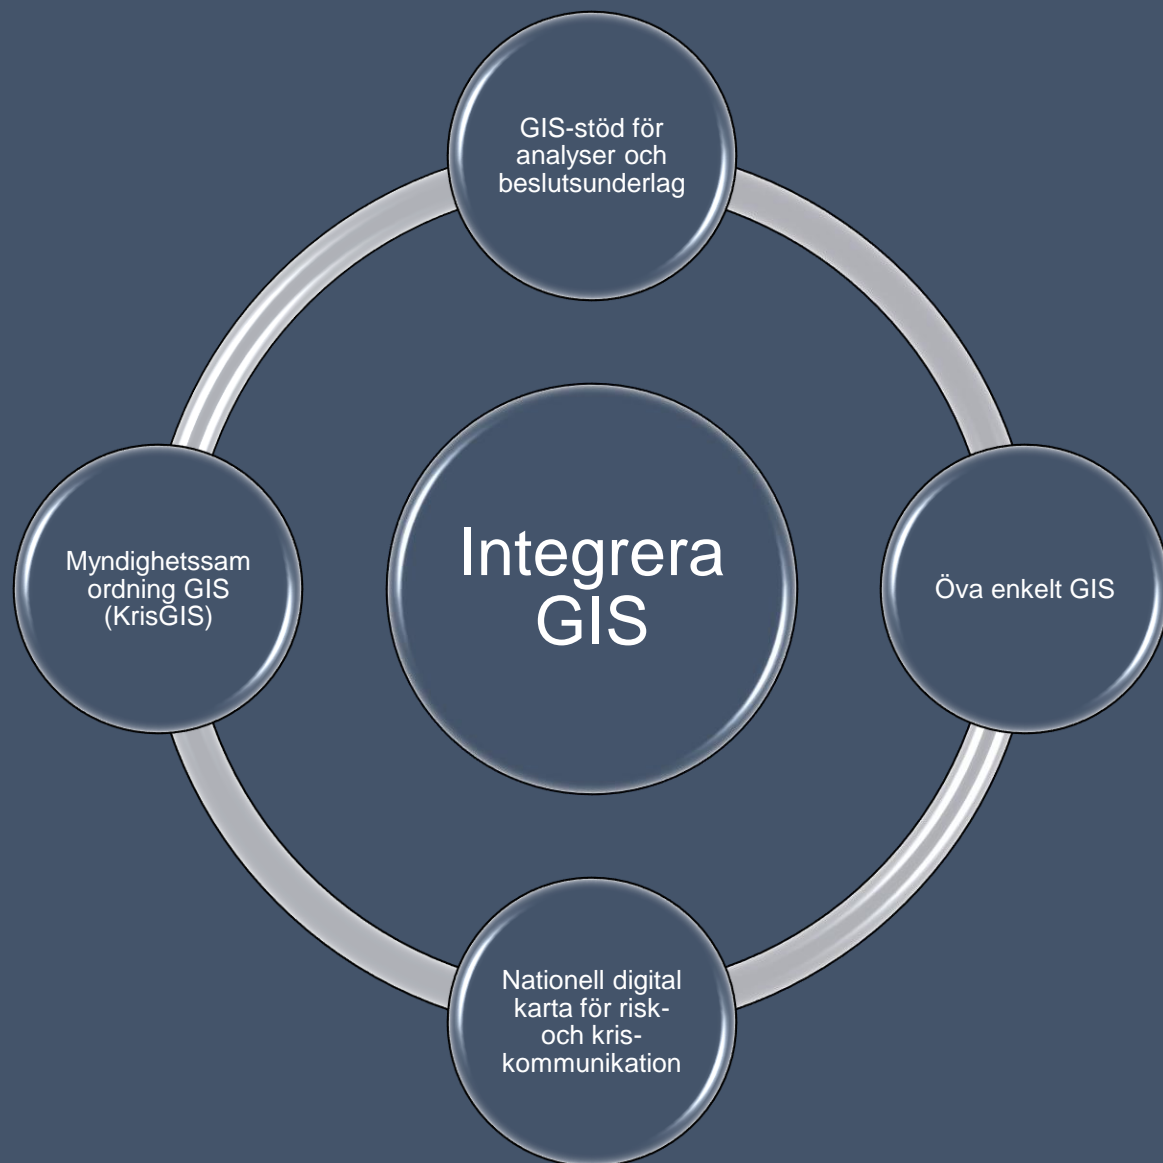 GIS-stöd för
analyser och
beslutsunderlag
Myndighetssam
ordning GIS
(KrisGIS)
Integrera
GIS
Öva enkelt GIS
Nationell digital
karta för risk-
och kris-
kommunikation